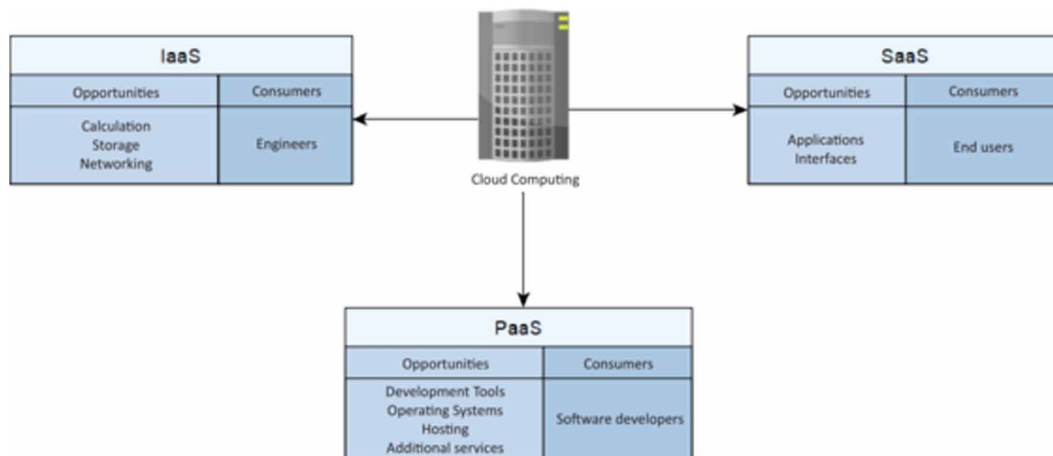 IaaS
Opportunities
Consumers
Calculation
Storage
Networking
Engineers
Cloud Computing
SaaS
Opportunities
Consumers
Applications
Interfaces
End users
PaaS
Opportunities
Consumers
Development Tools
Operating Systems
Hosting
Additional services
Software developers